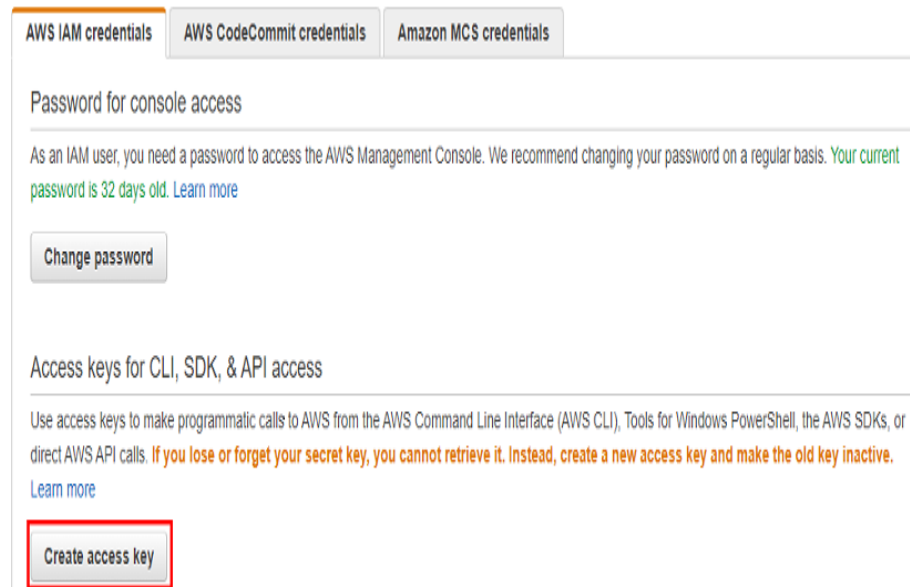 AWS IAM credentials
AWS CodeCommit credentials
Amazon MCS credentials
Password for console access
As an IAM user, you need a password to access the AWS Management Console. We recommend changing your password on a regular basis. Your current
password is 32 days old. Learn more
Change password
Access keys for CLI, SDK, & API access
Use access keys to make programmatic calls to AWS from the AWS Command Line Interface (AWS CLI), Tools for Windows PowerShell, the AWS SDKs, or
direct AWS API calls. If you lose or forget your secret key, you cannot retrieve it. Instead, create a new access key and make the old key inactive.
Learn more
Create access key